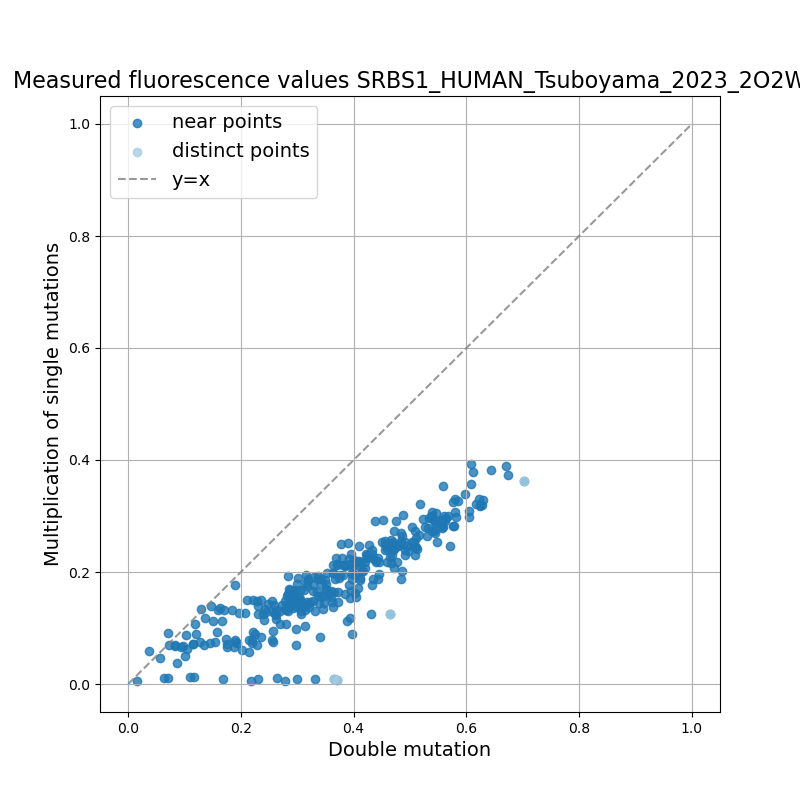 Measured fluorescence values SRBS1_HUMAN_Tsuboyama_2023_2O2W
near points
distinct points
y=x
1.0
0.8
0.6
0.4
0.2
0.0
Multiplication of single mutations
0.0 0.2 0.4 0.6 0.8 1.0
Double mutation